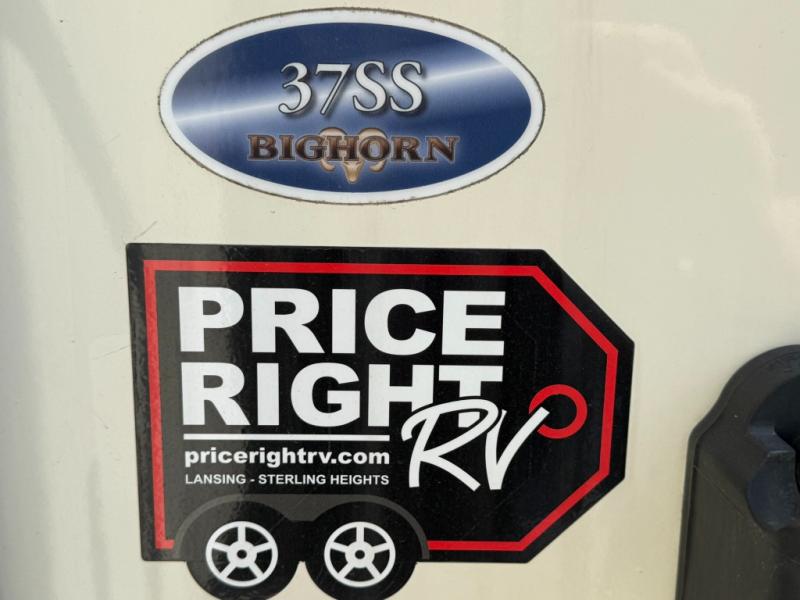 37SS
BIGHORN
PRICE
RIGHT
RV
pricerightrv.com
LANSING - STERLING HEIGHTS